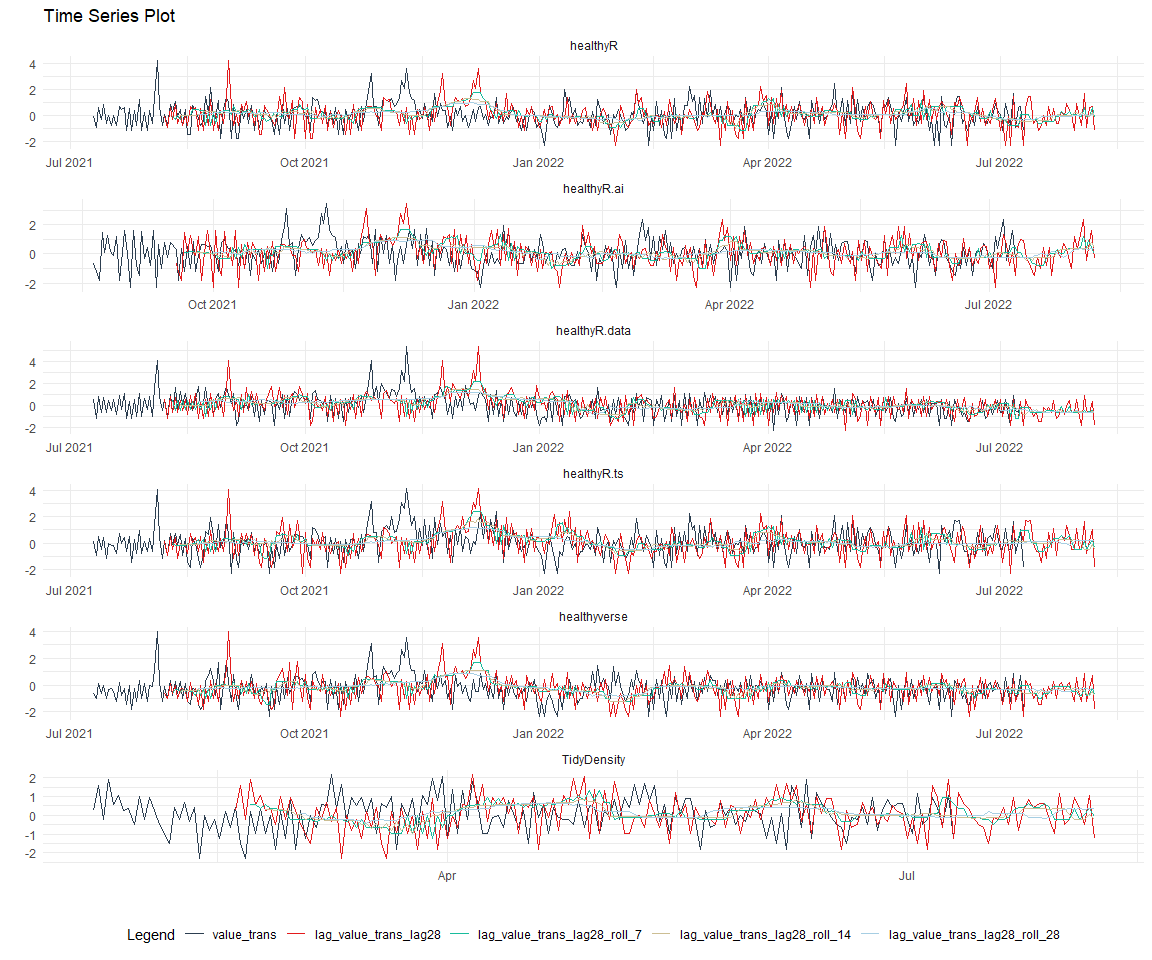 Time Series Plot
healthyR
4
2
0
-2
Jul 2021 Oct 2021 Jan 2022 Apr 2022 Jul 2022
healthyR.ai
2
0
-2
Oct 2021 Jan 2022 Apr 2022 Jul 2022
healthyR.data
4
2
0
-2
Jul 2021 Oct 2021 Jan 2022 Apr 2022 Jul 2022
healthyR.ts
4
2
0
-2
Jul 2021 Oct 2021 Jan 2022 Apr 2022 Jul 2022
healthyverse
4
2
0
-2
Jul 2021 Oct 2021 Jan 2022 Apr 2022 Jul 2022
TidyDensity
2
1
0
-1
-2
Apr Jul
Legend value_trans lag_value_trans_lag28 lag_value_trans_lag28_roll_7 lag_value_trans_lag28_roll_14 lag_value_trans_lag28_roll_28